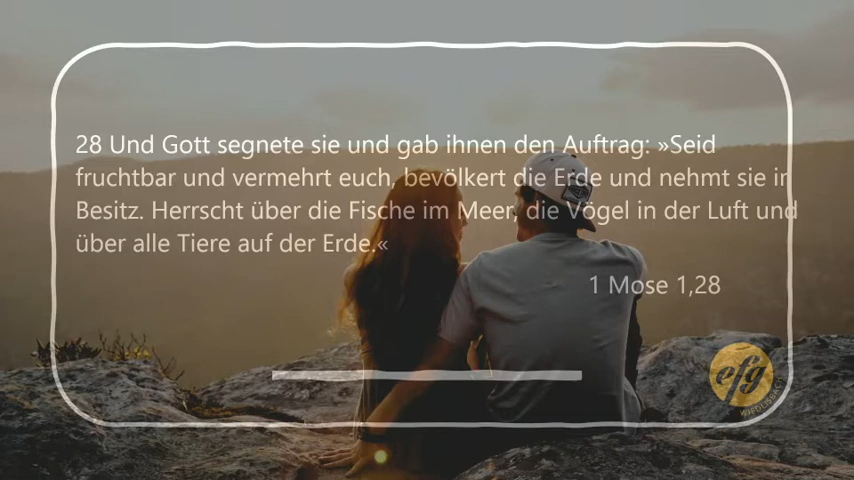 28 Und Gott segnete sie und gab ihnen den Auftrag: »Seid
fruchtbar und vermehrt euch, bevölkert die Erde und nehmt sie in
Besitz. Herrscht über die Fische im Meer, die Vögel in der Luft und
über alle Tiere auf der Erde.«
1 Mose 1,28
efg
WIEDLISBACH